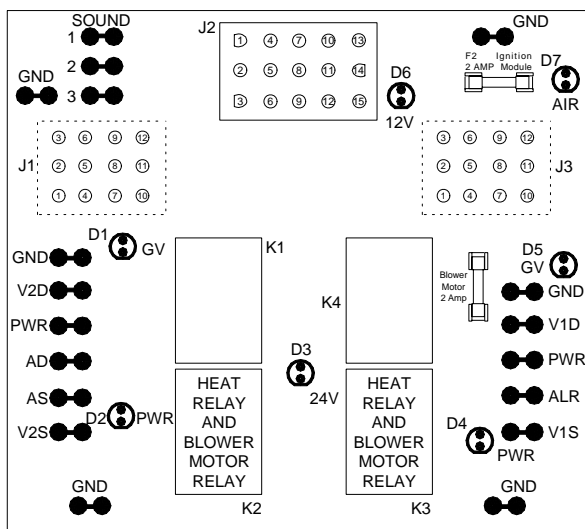 SOUND
1
2
3
GND
J2
1 4 7 10 13
2 5 8 11 14
3 6 9 12 15
D6
12V
GND
F2 Ignition
2 AMP Module
D7
AIR
J1
3 6 9 12
2 5 8 11
1 4 7 10
J3
3 6 9 12
2 5 8 11
1 4 7 10
D1
GV
K1
K4
Blower
Motor
2 Amp
D5
GV
GND
V2D
PWR
AD
AS
V2S
D2
PWR
D3
24V
GND
V1D
PWR
ALR
V1S
D4
PWR
HEAT
RELAY
AND
BLOWER
MOTOR
RELAY
K2
HEAT
RELAY
AND
BLOWER
MOTOR
RELAY
K3
GND
GND